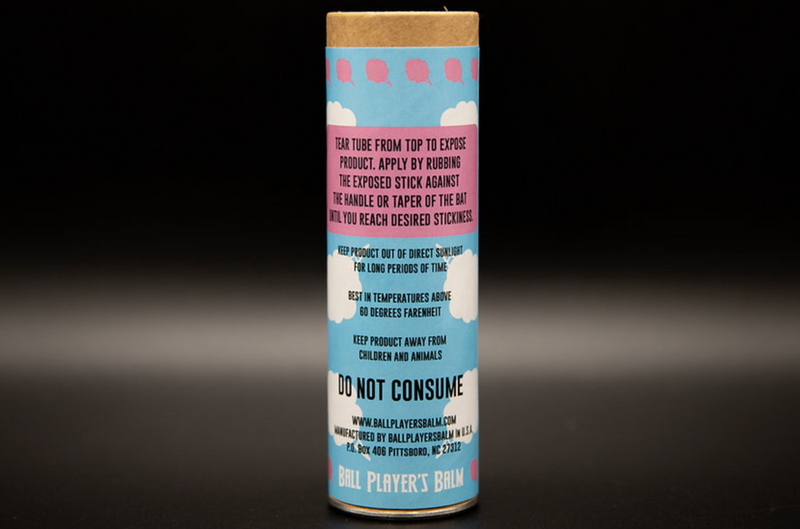 TEAR TUBE FROM TOP TO EXPOSE
PRODUCT. APPLY BY RUBBING
THE EXPOSED STICK AGAINST
THE HANDLE OR TAPER OF THE BAT
UNTIL YOU REACH DESIRED STICKINESS.
KEEP PRODUCT OUT OF DIRECT SUNLIGHT
FOR LONG PERIODS OF TIME
BEST IN TEMPERATURES ABOVE
60 DEGREES FARENHEIT
KEEP PRODUCT AWAY FROM
CHILDREN AND ANIMALS
DO NOT CONSUME
WWW.BALLPLAYERSBALM.COM
MANUFACTURED BY BALLPLAYERSBALM IN U.S.A.
P.O. BOX 406 PITTSBORO, NC 27312
BALL PLAYER'S BALM